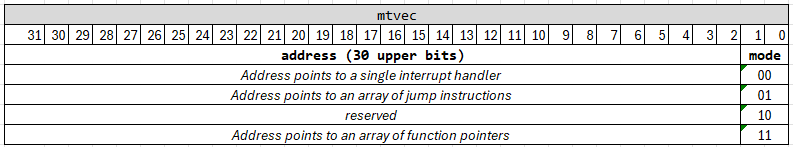 mtvec
31 30 29 28 27 26 25 24 23 22 21 20 19 18 17 16 15 14 13 12 11 10 9 8 7 6 5 4 3 2 1 0
address (30 upper bits) mode
Address points to a single interrupt handler 00
Address points to an array of jump instructions 01
reserved 10
Address points to an array of function pointers 11